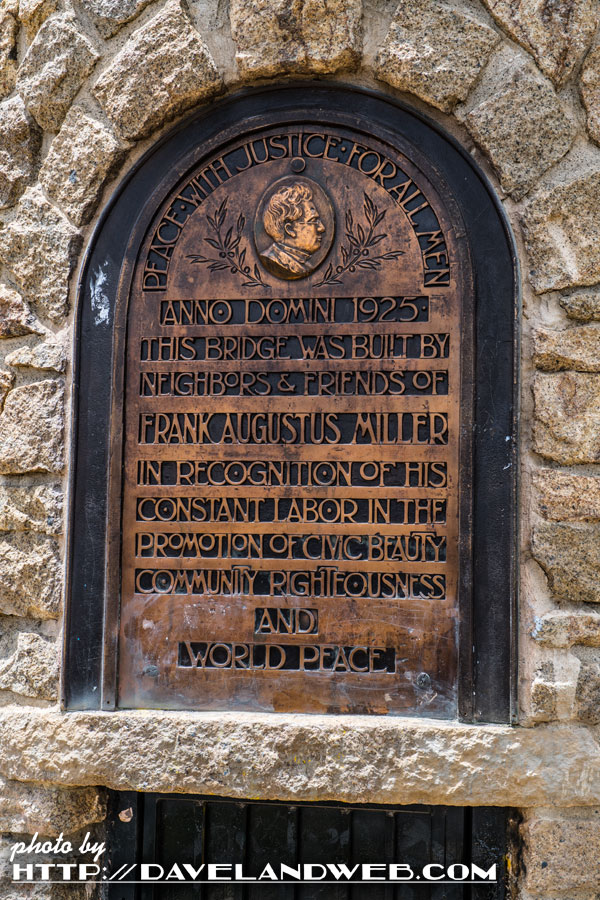 PEACE·WITH JUSTICE·FOR ALL MEN
ANNO DOMINI 1925·
THIS BRIDGE WAS BUILT BY
NEIGHBORS & FRIENDS OF
FRANK AUGUSTUS MILLER
IN RECOGNITION OF HIS
CONSTANT LABOR IN THE
PROMOTION OF CIVIC BEAUTY
COMMUNITY RIGHTEOUSNESS
AND
WORLD PEACE.
photo by
HTTP://DAVELANDWEB.COM